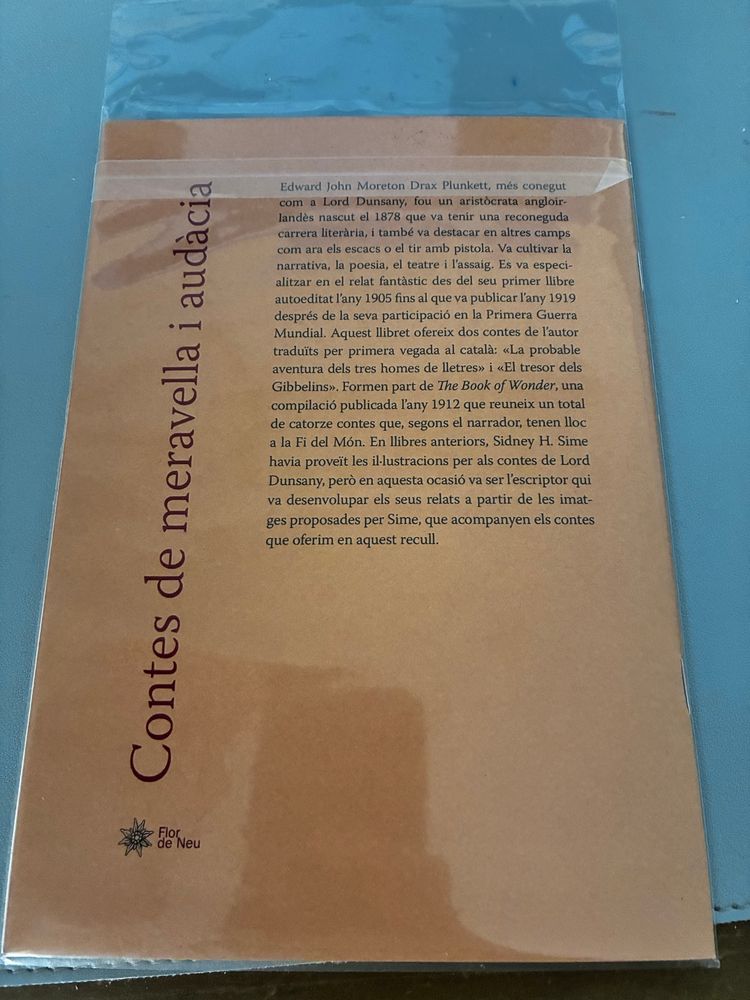 Contes de meravella i audàcia
Edward John Moreton Drax Plunkett, més conegut
com a Lord Dunsany, fou un aristòcrata angloir-
landès nascut el 1878 que va tenir una reconeguda
carrera literària, i també va destacar en altres camps
com ara els escacs o el tir amb pistola. Va cultivar la
narrativa, la poesia, el teatre i l'assaig. Es va especi-
alitzar en el relat fantàstic des del seu primer llibre
autoeditat l'any 1905 fins al que va publicar l'any 1919
després de la seva participació en la Primera Guerra
Mundial. Aquest llibret ofereix dos contes de l'autor
traduïts per primera vegada al català: «La probable
aventura dels tres homes de lletres» i «El tresor dels
Gibbelins». Formen part de The Book of Wonder, una
compilació publicada l'any 1912 que reuneix un total
de catorze contes que, segons el narrador, tenen lloc
a la Fi del Món. En llibres anteriors, Sidney H. Sime
havia proveït les il·lustracions per als contes de Lord
Dunsany, però en aquesta ocasió va ser l'escriptor qui
va desenvolupar els seus relats a partir de les imat-
ges proposades per Sime, que acompanyen els contes
que oferim en aquest recull.
Flor
de Neu